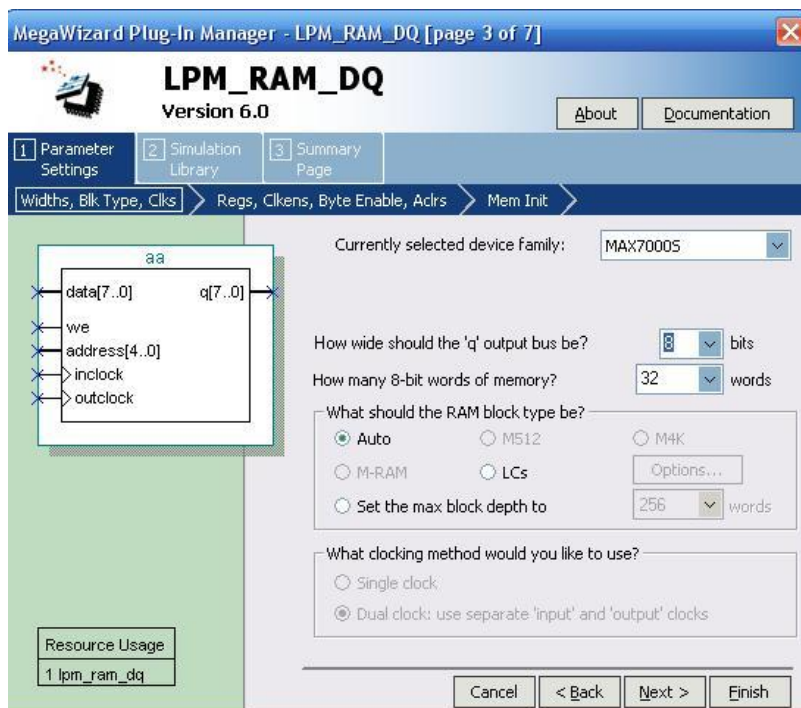 MegaWizard Plug-In Manager - LPM_RAM_DQ [page 3 of 7]
LPM_RAM_DQ
Version 6.0
About
Documentation
1 Parameter Settings
2 Simulation Library
3 Summary Page
Widths, Blk Type, Clks
Regs, Clkens, Byte Enable, Aclrs
Mem Init
aa
data[7..0] q[7..0]
we
address[4..0]
inclock
outclock
Resource Usage
1 lpm_ram_dq
Currently selected device family: MAX7000S
How wide should the 'q' output bus be? 8 bits
How many 8-bit words of memory? 32 words
What should the RAM block type be?
Auto M512 M4K
M-RAM LCs Options...
Set the max block depth to 256 words
What clocking method would you like to use?
Single clock
Dual clock: use separate 'input' and 'output' clocks
Cancel < Back Next > Finish